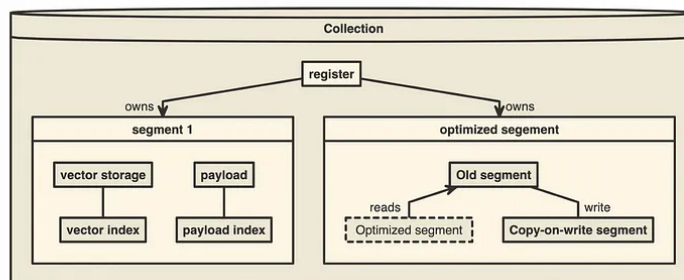 Collection
register
owns
owns
segment 1
optimized segement
vector storage
payload
Old segment
reads
write
vector index
payload index
Optimized segment
Copy-on-write segment